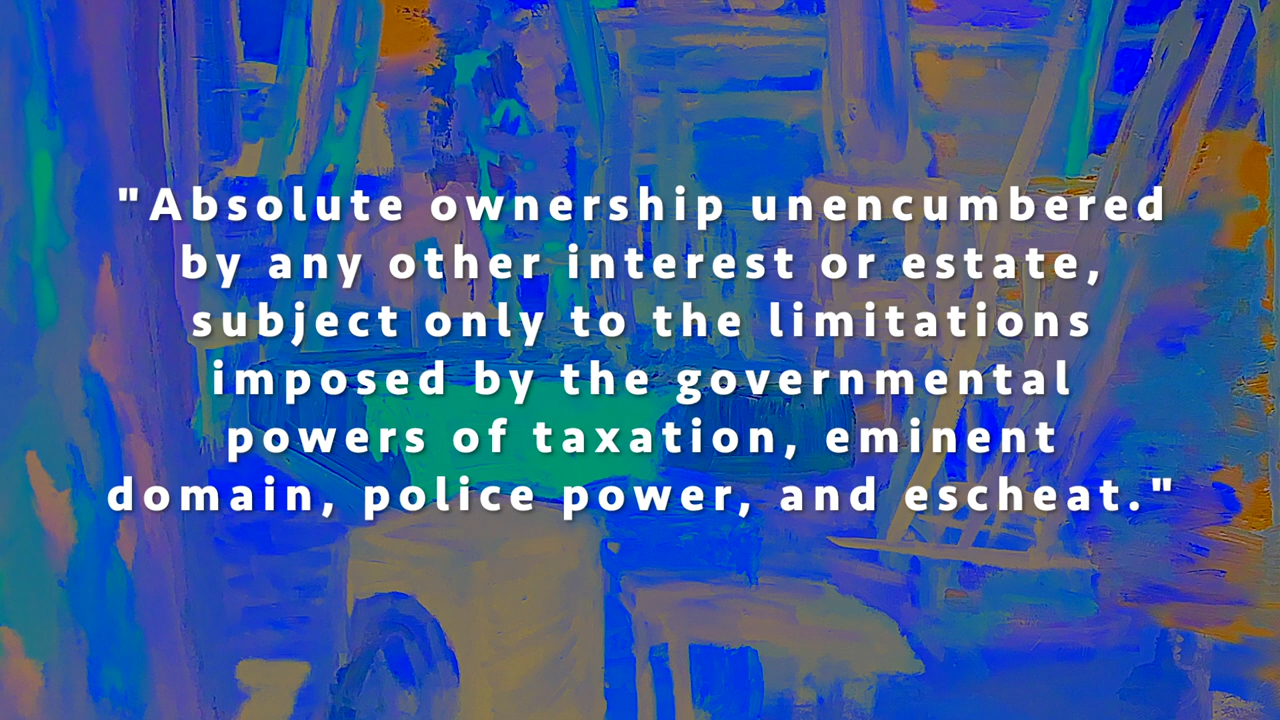 "Absolute ownership unencumbered
by any other interest or estate,
subject only to the limitations
imposed by the governmental
powers of taxation, eminent
domain, police power, and escheat."